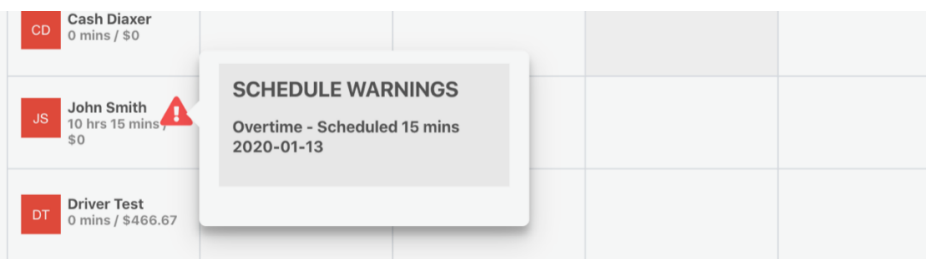 CD
Cash Diaxer
0 mins / $0
JS
John Smith
10 hrs 15 mins /
$0
SCHEDULE WARNINGS
Overtime - Scheduled 15 mins
2020-01-13
DT
Driver Test
0 mins / $466.67